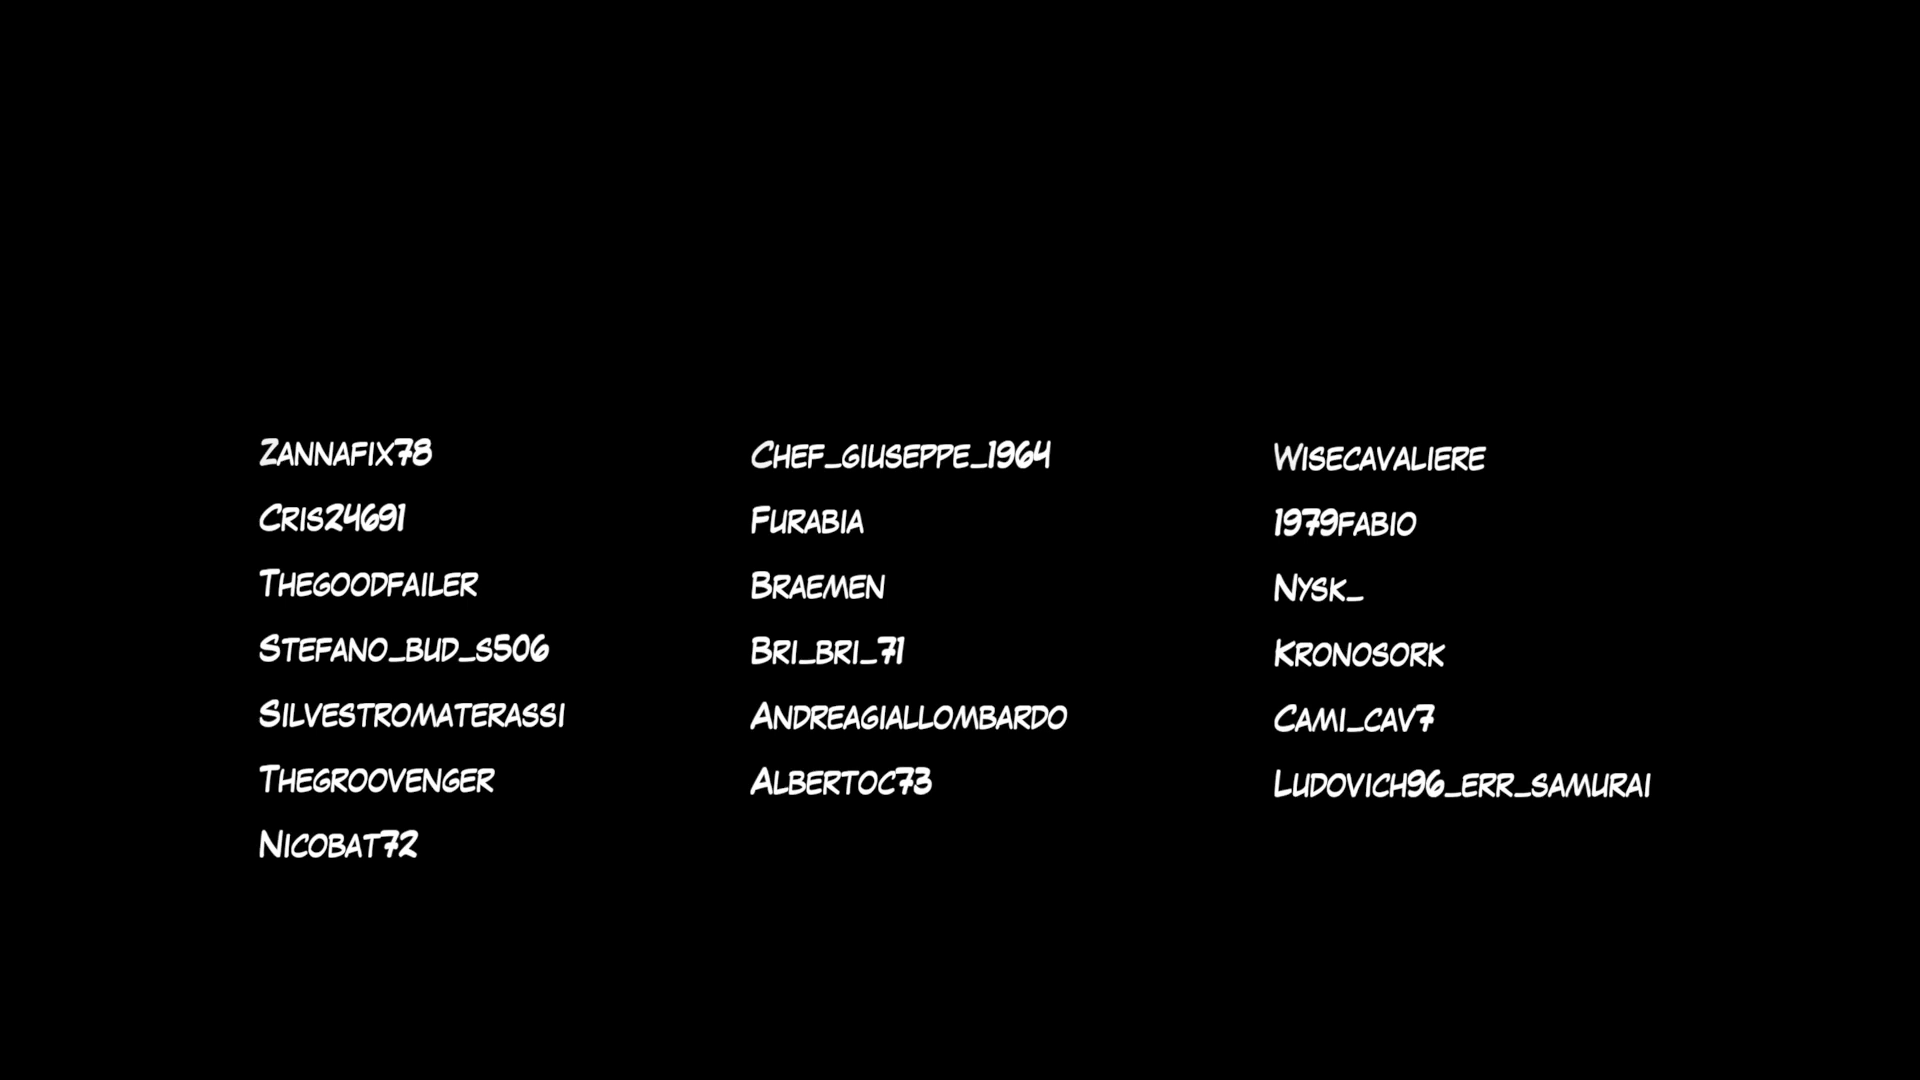 Zannafix78
Cris24691
Thegoodfailer
Stefano_bud_s506
Silvestromaterassi
Thegroovenger
Nicobat72
Chef_giuseppe_1964
Furabia
Braemen
Bri_bri_71
Andreagiallombardo
Albertoc73
Wisecavaliere
1979fabio
Nysk_
Kronosork
Cami_cav7
Ludovich96_err_samurai